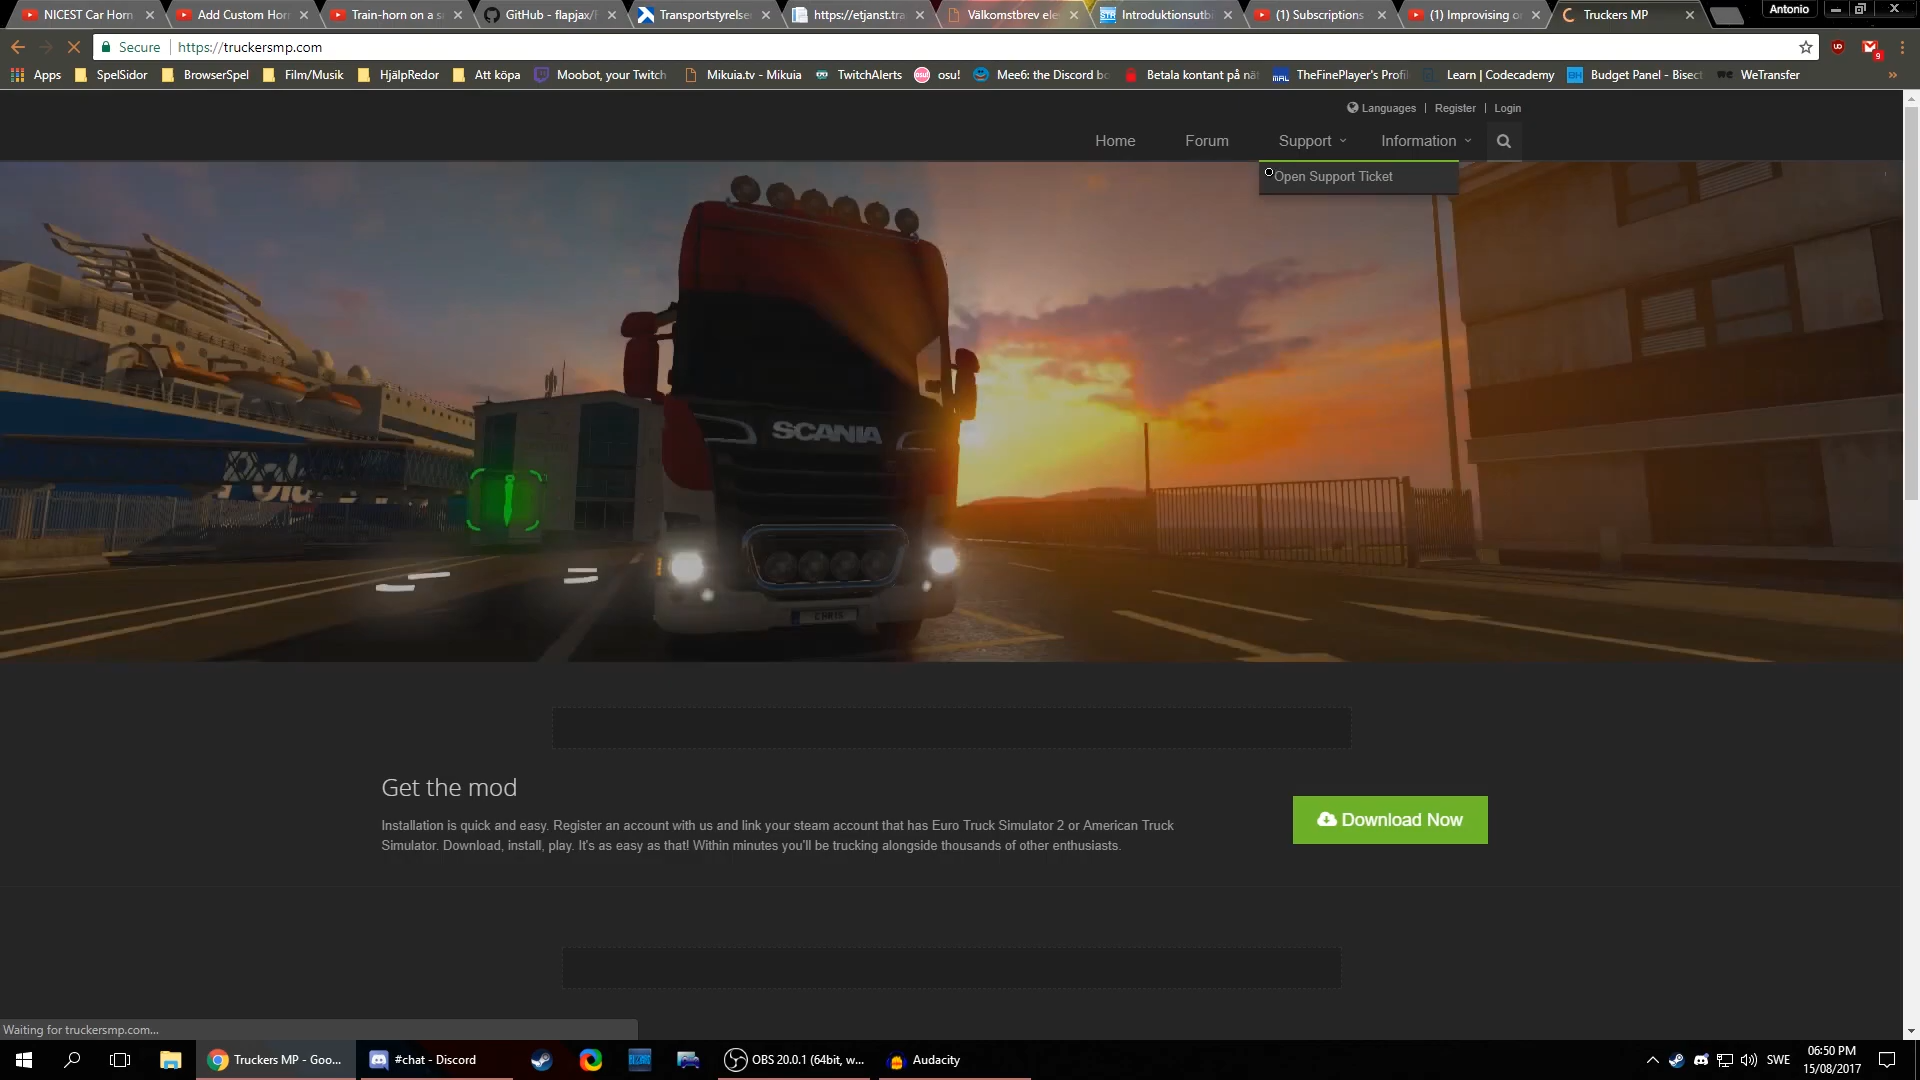 NICEST Car Horn
Add Custom Hor
Train-horn on a s
GitHub - flapjax/
Transportstyrelse
https://etjanst.tra
Välkomstbrev ele
Introduktionsutbi
(1) Subscriptions
(1) Improvising o
Truckers MP
Antonio
Secure
https://truckersmp.com
Apps
SpelSidor
BrowserSpel
Film/Musik
HjälpRedor
Att köpa
Moobot, your Twitch
Mikuia.tv - Mikuia
TwitchAlerts
osu!
Mee6: the Discord bo
Betala kontant på nät
TheFinePlayer's Profil
Learn | Codecademy
Budget Panel - Bisect
WeTransfer
Languages | Register | Login
Home
Forum
Support
Information
Open Support Ticket
SCANIA
CHRIS
Get the mod
Installation is quick and easy. Register an account with us and link your steam account that has Euro Truck Simulator 2 or American Truck
Simulator. Download, install, play. It's as easy as that! Within minutes you'll be trucking alongside thousands of other enthusiasts.
Download Now
Waiting for truckersmp.com...
Truckers MP - Goo...
#chat - Discord
OBS 20.0.1 (64bit, w...
Audacity
SWE
06:50 PM
15/08/2017